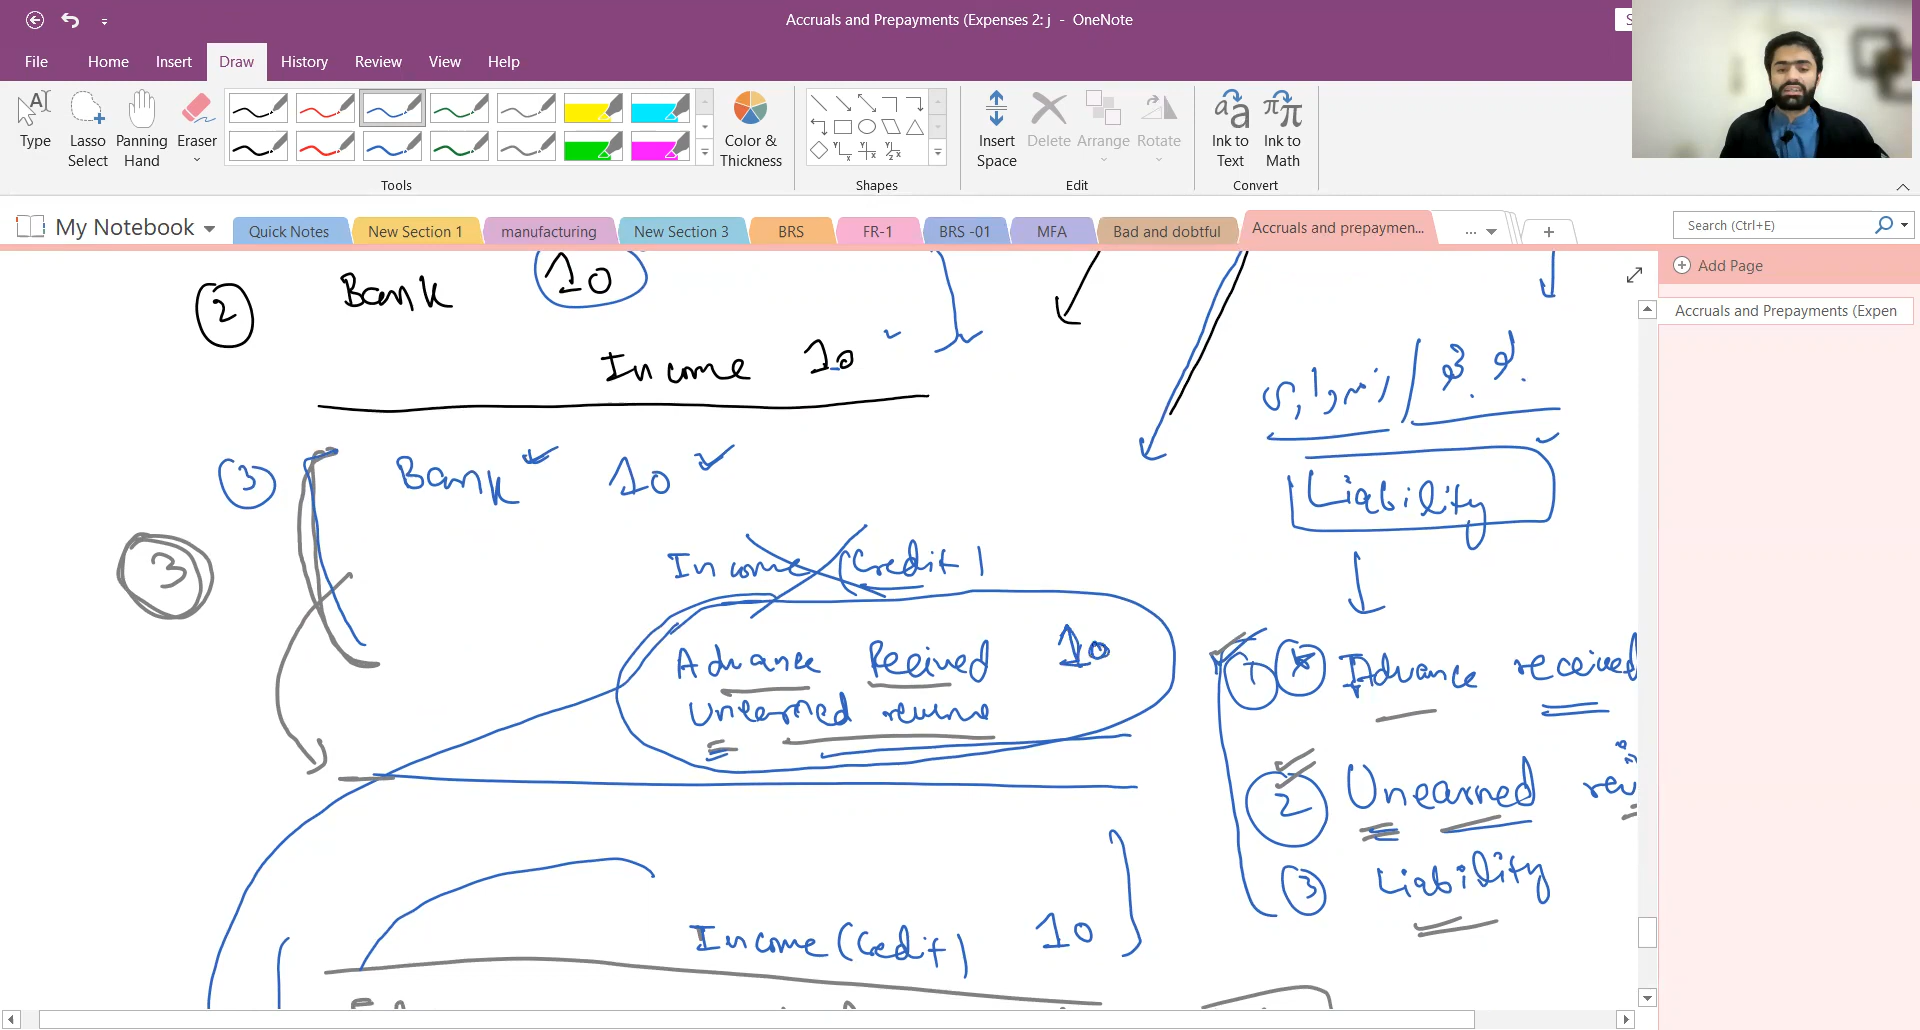 Accruals and Prepayments (Expenses 2: j - OneNote
S
File Home Insert Draw History Review View Help
Type
Lasso Select
Panning Hand
Eraser
Color & Thickness
Insert Space
Delete
Arrange
Rotate
Ink to Text
Ink to Math
Tools
Shapes
Edit
Convert
My Notebook
Quick Notes
New Section 1
manufacturing
New Section 3
BRS
FR-1
BRS -01
MFA
Bad and doubtful
Accruals and prepaymen...
...
+
Search (Ctrl+E)
Add Page
Accruals and Prepayments (Expen
2 Bank 10
Income 10
3 Bank 10
3
Income (Credit)
Advance Received 10
Unearned revenue
Income (Credit) 10
Liability
1 Advance received
2 Unearned rev
3 Liability